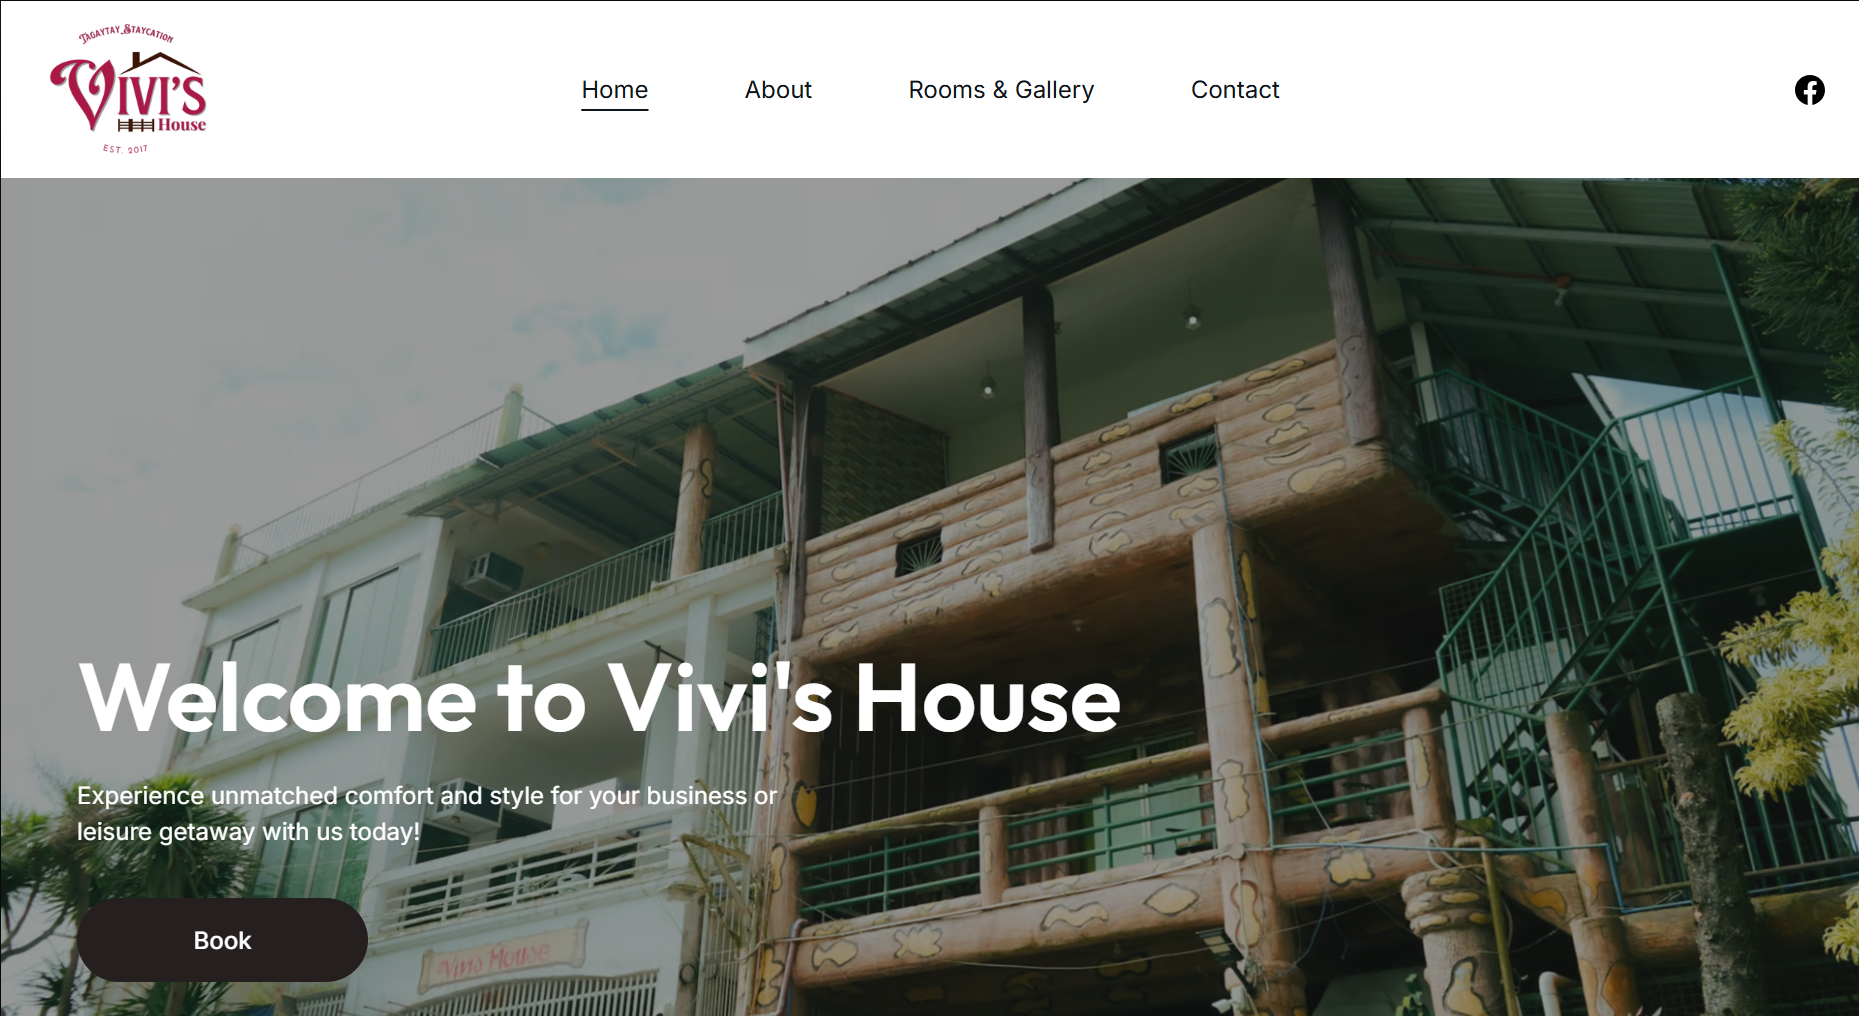 TAGAYTAY STAYCATION
VIVI'S
House
EST. 2017
Home
About
Rooms & Gallery
Contact
Welcome to Vivi's House
Experience unmatched comfort and style for your business or
leisure getaway with us today!
Book
Vivi's House